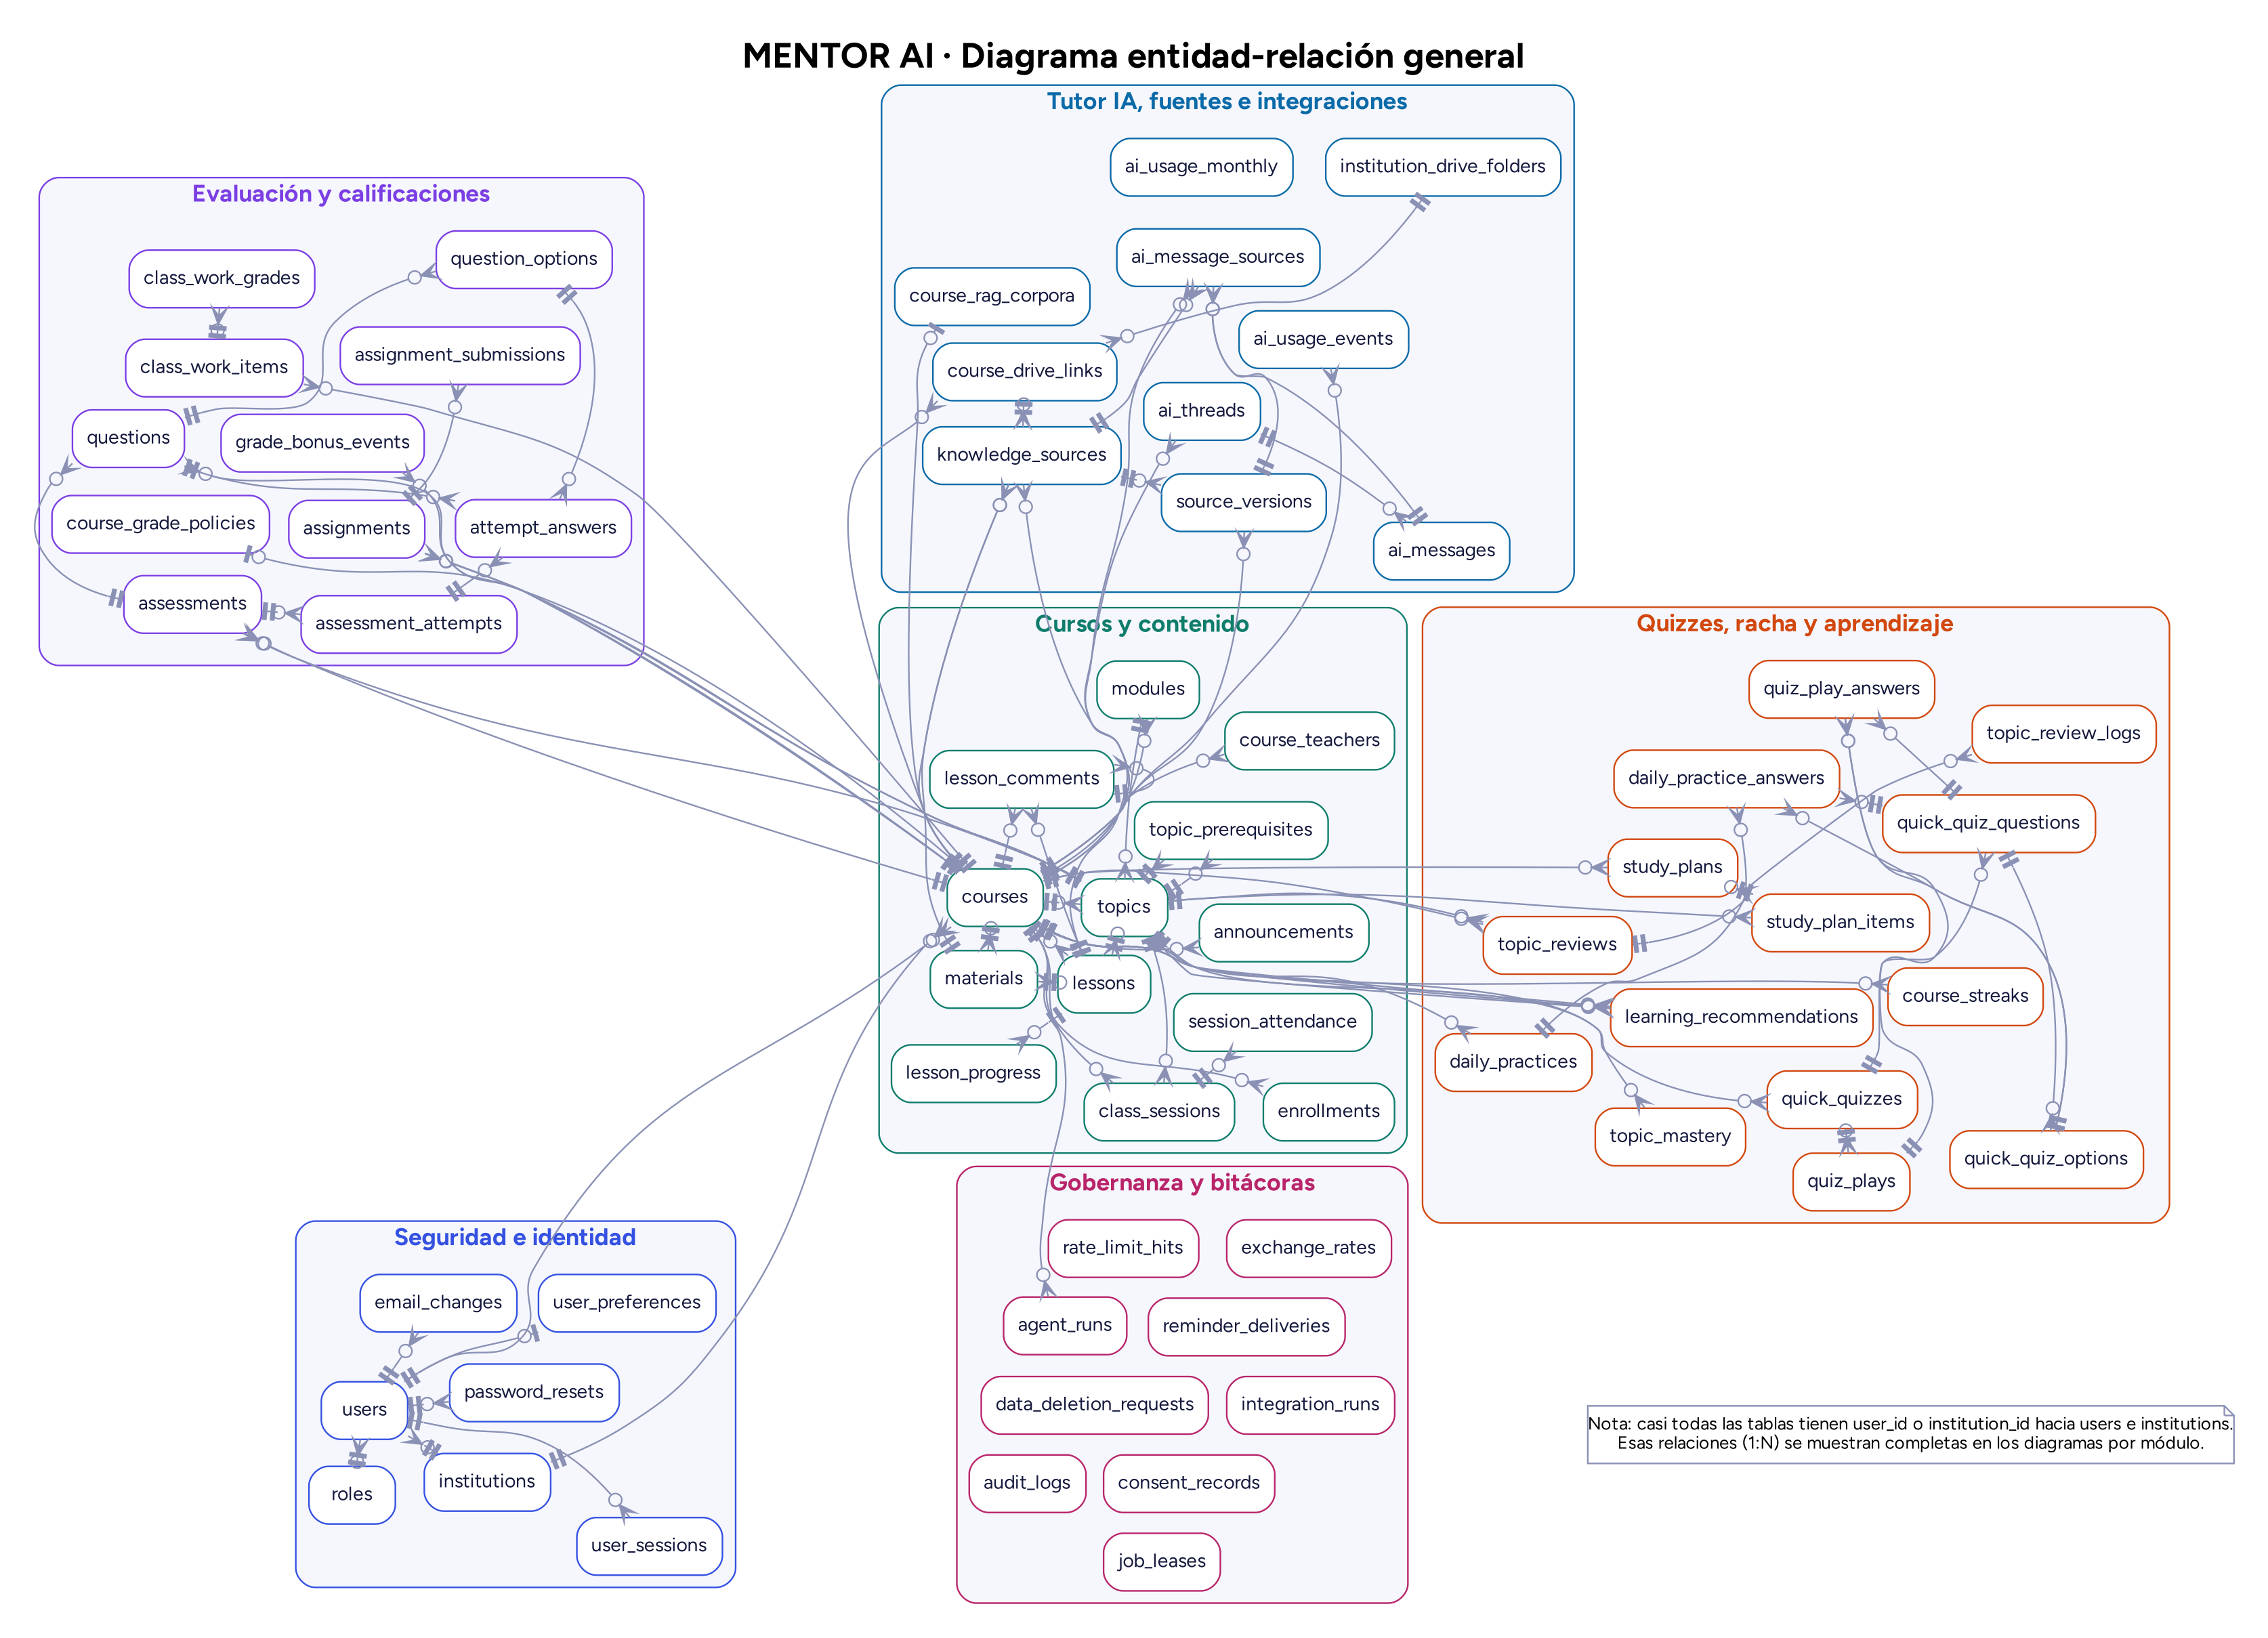 MENTOR AI · Diagrama entidad-relación general
Tutor IA, fuentes e integraciones
ai_usage_monthly
institution_drive_folders
ai_message_sources
course_rag_corpora
ai_usage_events
course_drive_links
ai_threads
knowledge_sources
source_versions
ai_messages
Evaluación y calificaciones
question_options
class_work_grades
assignment_submissions
class_work_items
questions
grade_bonus_events
course_grade_policies
assignments
attempt_answers
assessments
assessment_attempts
Cursos y contenido
modules
course_teachers
lesson_comments
topic_prerequisites
courses
topics
announcements
materials
lessons
session_attendance
lesson_progress
class_sessions
enrollments
Quizzes, racha y aprendizaje
quiz_play_answers
topic_review_logs
daily_practice_answers
quick_quiz_questions
study_plans
study_plan_items
topic_reviews
course_streaks
learning_recommendations
daily_practices
quick_quizzes
topic_mastery
quick_quiz_options
quiz_plays
Gobernanza y bitácoras
rate_limit_hits
exchange_rates
agent_runs
reminder_deliveries
data_deletion_requests
integration_runs
audit_logs
consent_records
job_leases
Seguridad e identidad
email_changes
user_preferences
password_resets
users
institutions
roles
user_sessions
Nota: casi todas las tablas tienen user_id o institution_id hacia users e institutions.
Esas relaciones (1:N) se muestran completas en los diagramas por módulo.